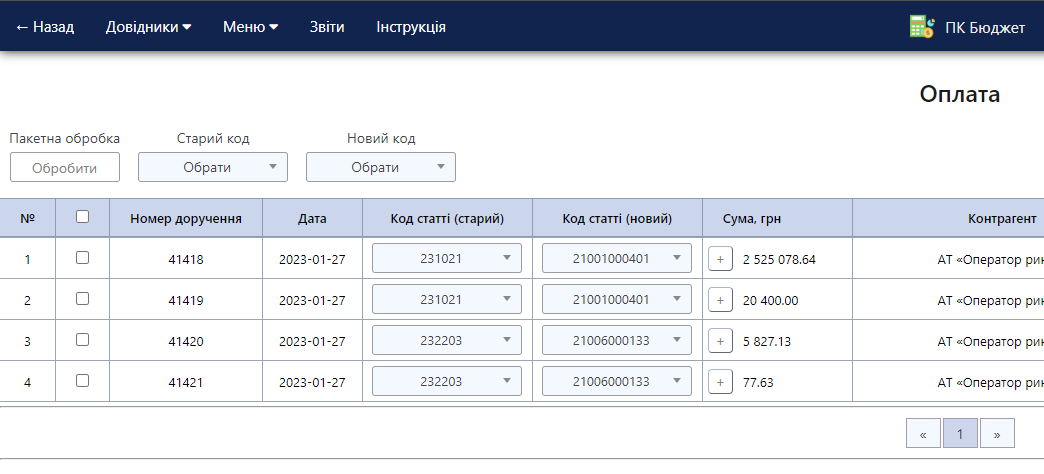 ← Назад Довідники Меню Звіти Інструкція ПК Бюджет
Оплата
Пакетна обробка Старий код Новий код
Обробити Обрати Обрати
№ Номер доручення Дата Код статті (старий) Код статті (новий) Сума, грн Контрагент
1 41418 2023-01-27 231021 21001000401 + 2 525 078.64 АТ «Оператор рин
2 41419 2023-01-27 231021 21001000401 + 20 400.00 АТ «Оператор рин
3 41420 2023-01-27 232203 21006000133 + 5 827.13 АТ «Оператор рин
4 41421 2023-01-27 232203 21006000133 + 77.63 АТ «Оператор рин
« 1 »